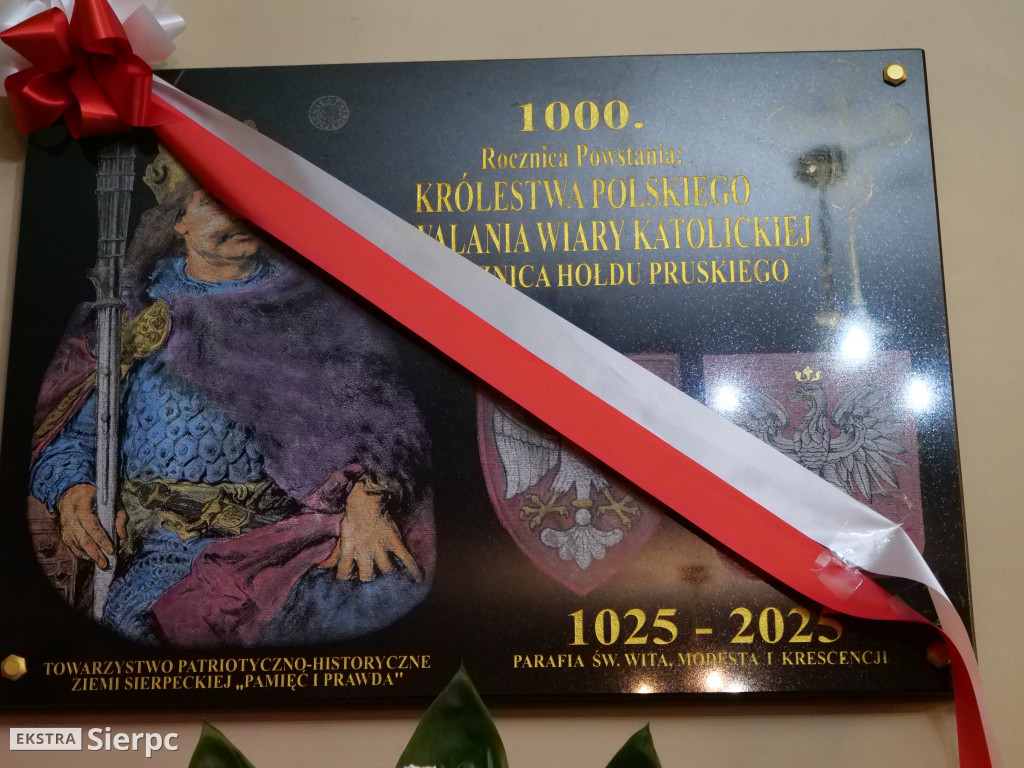 1000.
Rocznica Powstania:
KRÓLESTWA POLSKIEGO
WIARY KATOLICKIEJ
HOŁDU PRUSKIEGO
1025 - 2025
PARAFIA ŚW. WITA, MODESTA I KRESCENCJI
TOWARZYSTWO PATRIOTYCZNO-HISTORYCZNE
ZIEMI SIERPECKIEJ „PAMIĘĆ I PRAWDA"
EKSTRA Sierpc